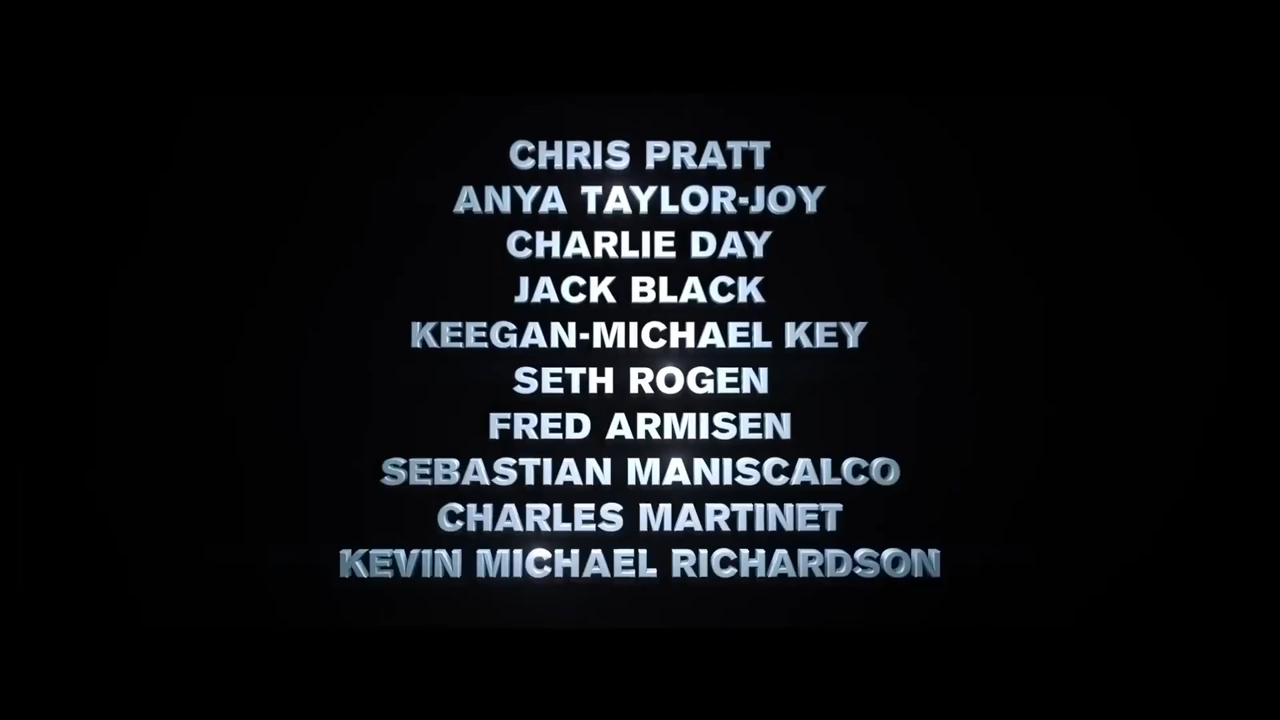 CHRIS PRATT
ANYA TAYLOR-JOY
CHARLIE DAY
JACK BLACK
KEEGAN-MICHAEL KEY
SETH ROGEN
FRED ARMISEN
SEBASTIAN MANISCALCO
CHARLES MARTINET
KEVIN MICHAEL RICHARDSON